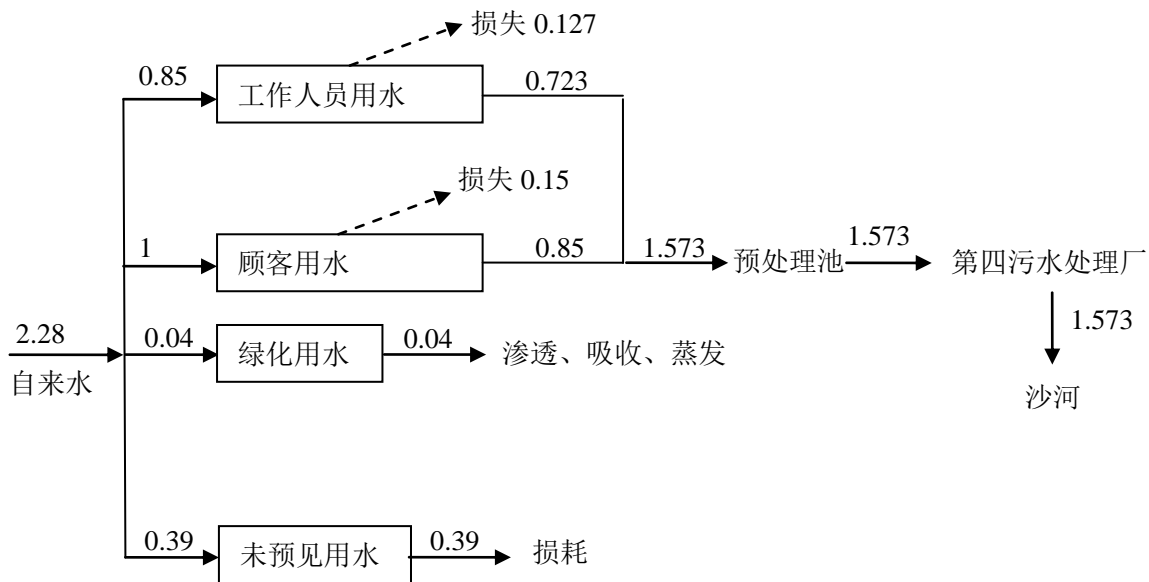 损失 0.127
0.85
工作人员用水
0.723
损失 0.15
1
顾客用水
0.85
1.573
预处理池
1.573
第四污水处理厂
1.573
沙河
2.28
自来水
0.04
绿化用水
0.04
渗透、吸收、蒸发
0.39
未预见用水
0.39
损耗